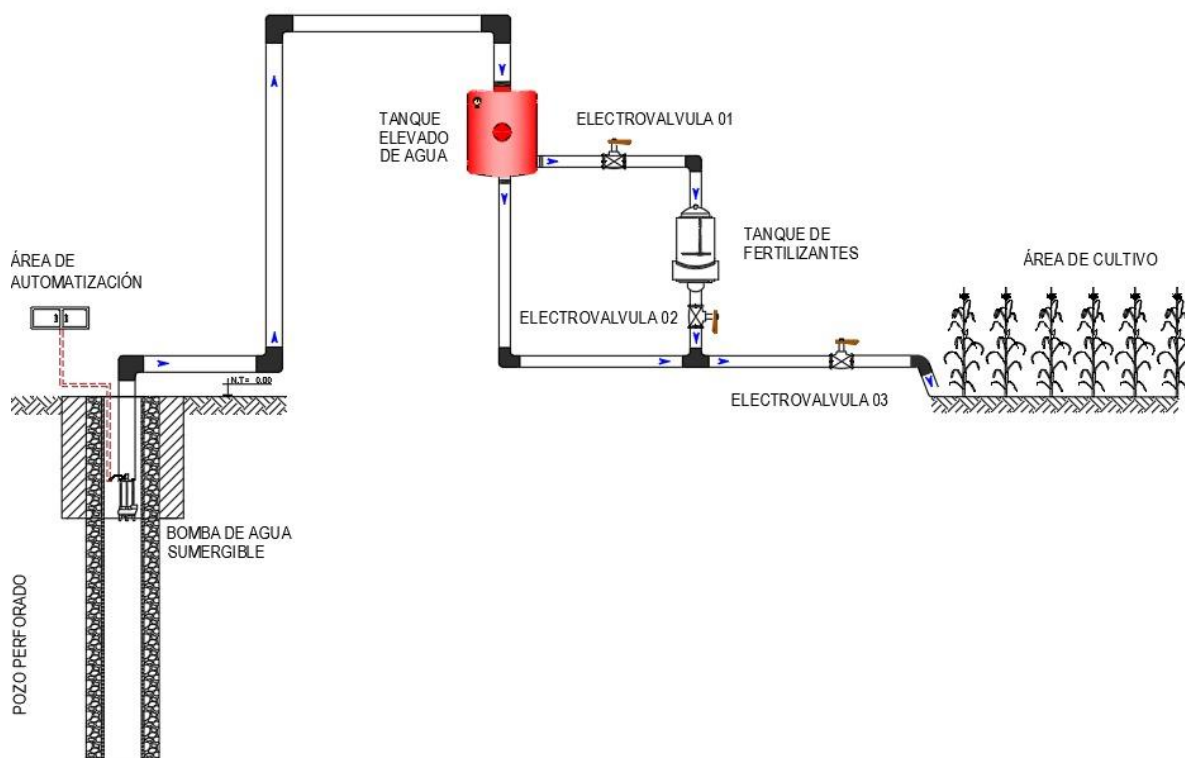 TANQUE
ELEVADO
DE AGUA
ELECTROVALVULA 01
TANQUE DE
FERTILIZANTES
ÁREA DE CULTIVO
ÁREA DE
AUTOMATIZACIÓN
ELECTROVALVULA 02
N.T= 0.00
ELECTROVALVULA 03
BOMBA DE AGUA
SUMERGIBLE
POZO PERFORADO